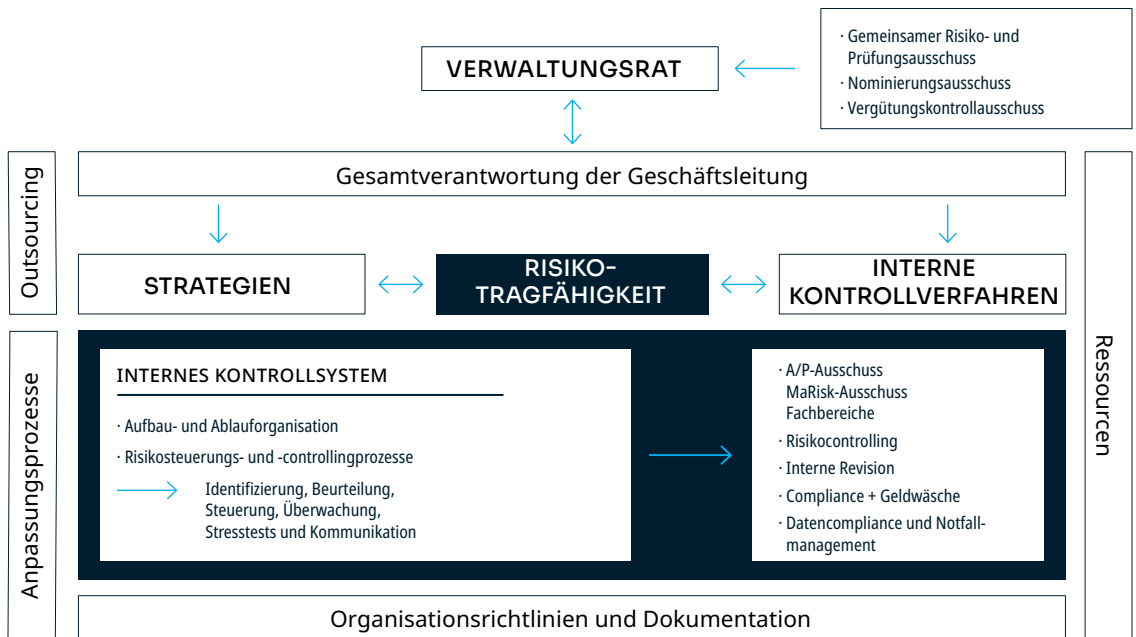 · Gemeinsamer Risiko- und
Prüfungsausschuss
· Nominierungsausschuss
· Vergütungskontrollausschuss
VERWALTUNGSRAT
Gesamtverantwortung der Geschäftsleitung
Outsourcing
STRATEGIEN
RISIKO-
TRAGFÄHIGKEIT
INTERNE
KONTROLLVERFAHREN
Ressourcen
Anpassungsprozesse
INTERNES KONTROLLSYSTEM
· Aufbau- und Ablauforganisation
· Risikosteuerungs- und -controllingprozesse
Identifizierung, Beurteilung,
Steuerung, Überwachung,
Stresstests und Kommunikation
· A/P-Ausschuss
MaRisk-Ausschuss
Fachbereiche
· Risikocontrolling
· Interne Revision
· Compliance + Geldwäsche
· Datencompliance und Notfall-
management
Organisationsrichtlinien und Dokumentation